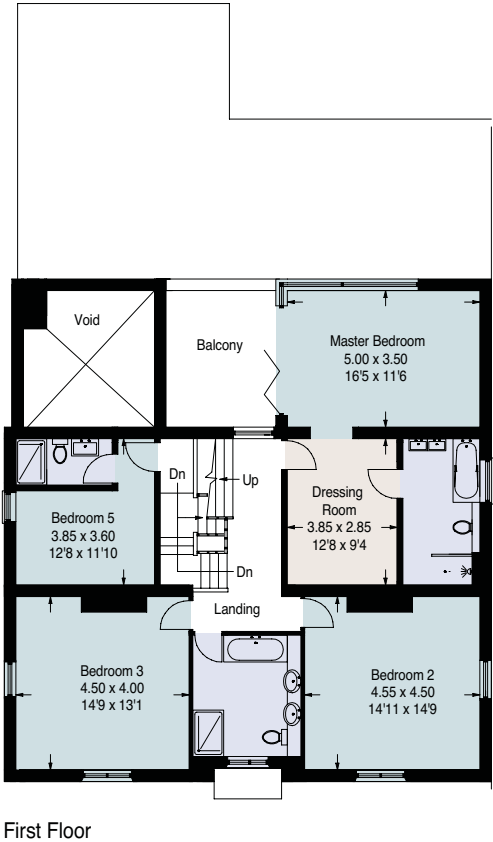 Void
Balcony
Master Bedroom
5.00 x 3.50
16'5 x 11'6
Dn
Up
Dressing
Room
3.85 x 2.85
12'8 x 9'4
Bedroom 5
3.85 x 3.60
12'8 x 11'10
Dn
Landing
Bedroom 3
4.50 x 4.00
14'9 x 13'1
Bedroom 2
4.55 x 4.50
14'11 x 14'9
First Floor